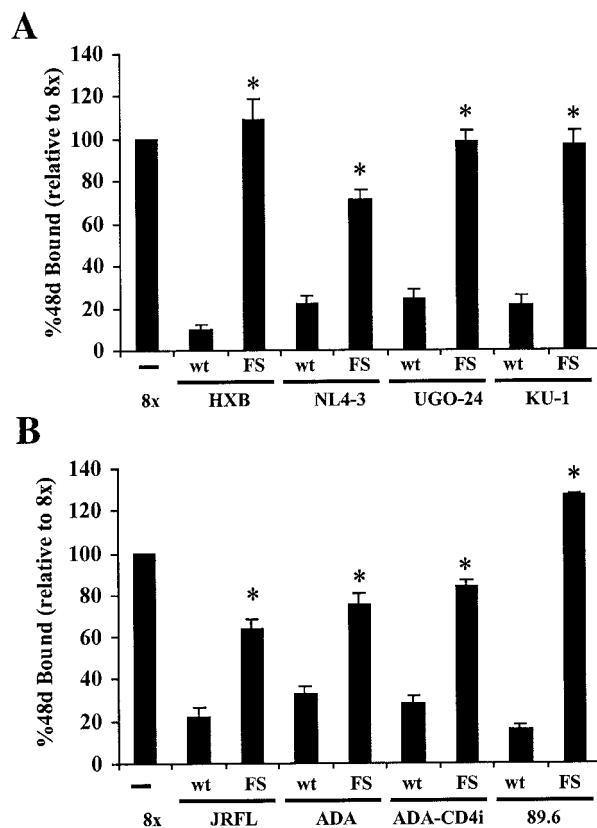 A
%48d Bound (relative to 8x)
140
120
100
80
60
40
20
0
* * * *
wt FS wt FS wt FS wt FS
8x HXB NL4-3 UGO-24 KU-1
B
%48d Bound (relative to 8x)
140
120
100
80
60
40
20
0
* * * *
wt FS wt FS wt FS wt FS
8x JRFL ADA ADA-CD4i 89.6